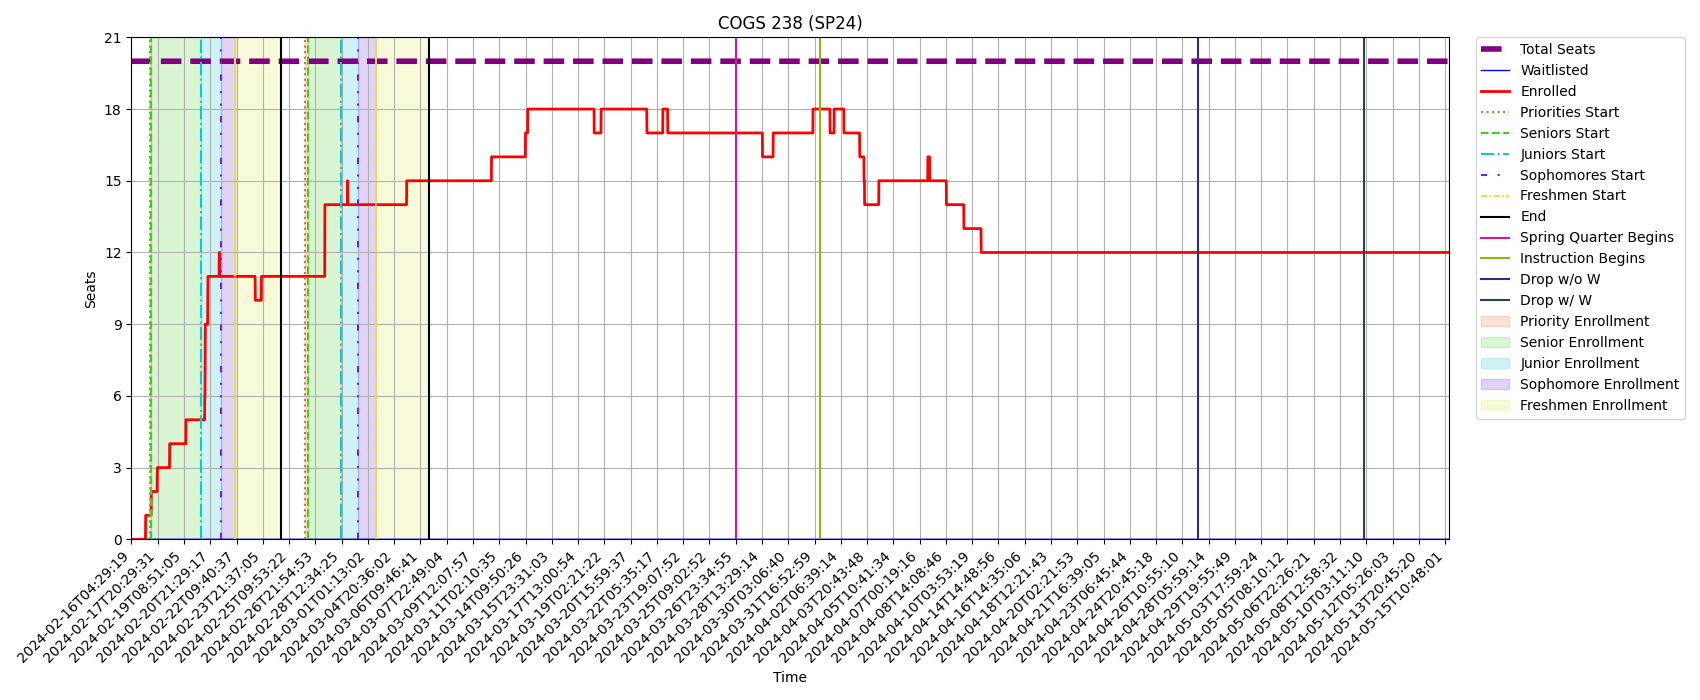 COGS 238 (SP24)
21
18
15
12
9
6
3
0
Seats
2024-02-16T04:29:19
2024-02-17T20:29:31
2024-02-19T08:51:05
2024-02-20T21:29:17
2024-02-22T09:40:37
2024-02-23T21:37:05
2024-02-25T09:53:22
2024-02-26T21:54:53
2024-02-28T12:34:25
2024-03-01T01:13:02
2024-03-04T20:36:02
2024-03-06T09:46:41
2024-03-07T22:49:04
2024-03-09T12:07:57
2024-03-11T02:10:35
2024-03-14T09:50:26
2024-03-15T23:31:03
2024-03-17T13:00:54
2024-03-19T02:21:22
2024-03-20T15:59:37
2024-03-22T05:35:17
2024-03-23T19:07:52
2024-03-25T09:02:52
2024-03-26T23:34:55
2024-03-28T13:29:14
2024-03-30T03:06:40
2024-03-31T16:52:59
2024-04-02T06:39:14
2024-04-03T20:43:48
2024-04-05T10:41:34
2024-04-07T00:19:16
2024-04-08T14:08:46
2024-04-10T03:53:19
2024-04-14T14:48:56
2024-04-16T14:35:06
2024-04-18T12:21:43
2024-04-20T02:21:53
2024-04-21T16:39:05
2024-04-23T06:45:44
2024-04-24T20:45:18
2024-04-26T10:55:10
2024-04-28T05:59:14
2024-04-29T19:55:49
2024-05-03T17:59:24
2024-05-05T08:10:12
2024-05-06T22:26:21
2024-05-08T12:58:32
2024-05-10T03:11:10
2024-05-12T05:26:03
2024-05-13T20:45:20
2024-05-15T10:48:01
Time
Total Seats
Waitlisted
Enrolled
Priorities Start
Seniors Start
Juniors Start
Sophomores Start
Freshmen Start
End
Spring Quarter Begins
Instruction Begins
Drop w/o W
Drop w/ W
Priority Enrollment
Senior Enrollment
Junior Enrollment
Sophomore Enrollment
Freshmen Enrollment